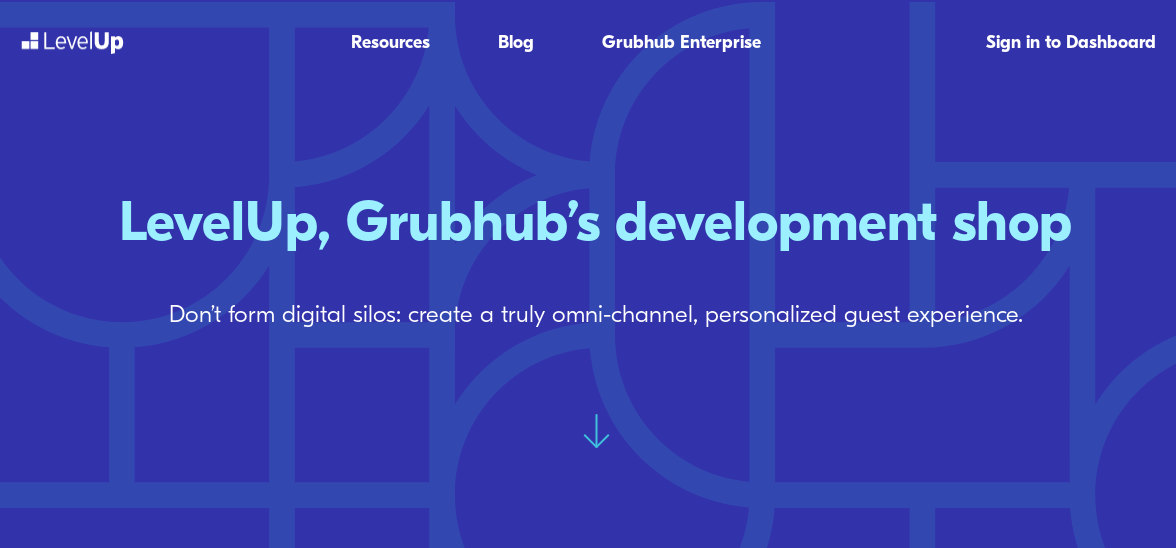 LevelUp
Resources
Blog
Grubhub Enterprise
Sign in to Dashboard
LevelUp, Grubhub’s development shop
Don’t form digital silos: create a truly omni-channel, personalized guest experience.